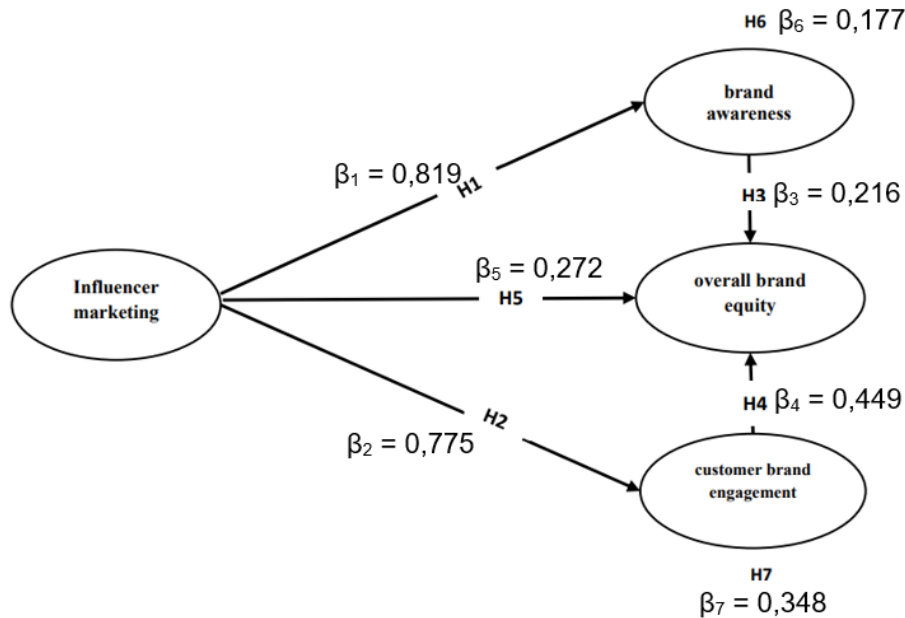 H6 β₆ = 0,177
brand
awareness
β₁ = 0,819
H1
H3 β₃ = 0,216
β₅ = 0,272
H5
Influencer
marketing
overall brand
equity
H4 β₄ = 0,449
H2
β₂ = 0,775
customer brand
engagement
H7
β₇ = 0,348